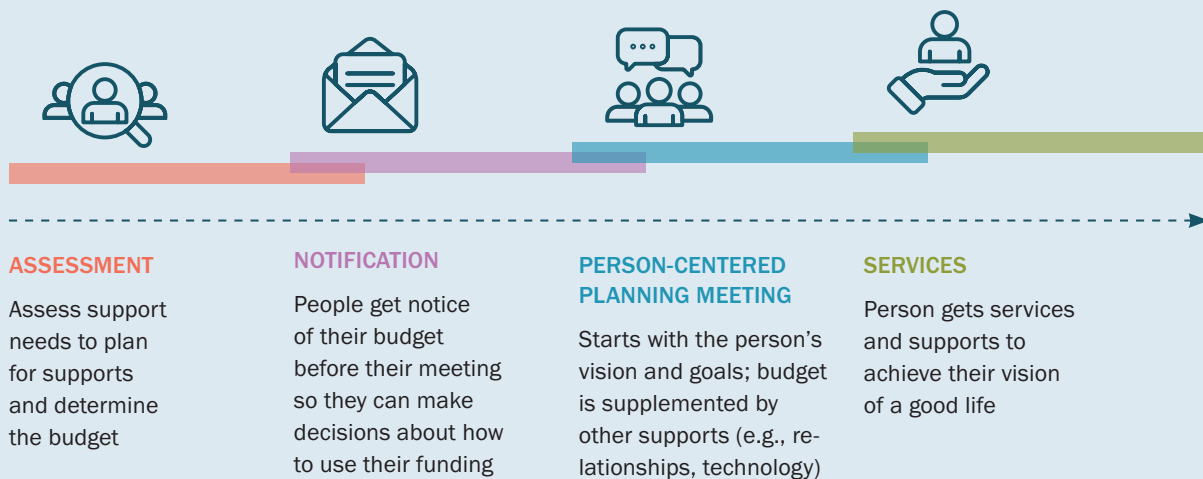 ASSESSMENT
Assess support
needs to plan
for supports
and determine
the budget
NOTIFICATION
People get notice
of their budget
before their meeting
so they can make
decisions about how
to use their funding
PERSON-CENTERED
PLANNING MEETING
Starts with the person’s
vision and goals; budget
is supplemented by
other supports (e.g., re-
lationships, technology)
SERVICES
Person gets services
and supports to
achieve their vision
of a good life